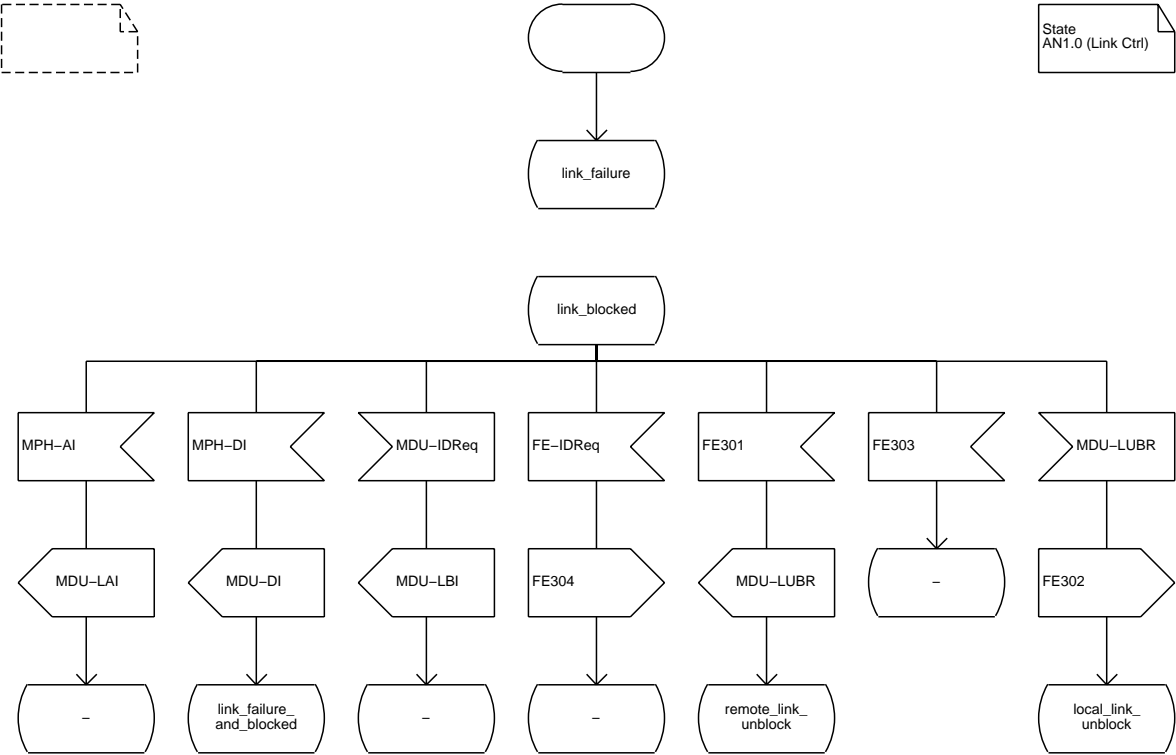 State
AN1.0 (Link Ctrl)
link_failure
link_blocked
MPH−AI
MPH−DI
MDU−IDReq
FE−IDReq
FE301
FE303
MDU−LUBR
MDU−LAI
MDU−DI
MDU−LBI
FE304
MDU−LUBR
−
FE302
−
link_failure_
and_blocked
−
−
remote_link_
unblock
local_link_
unblock